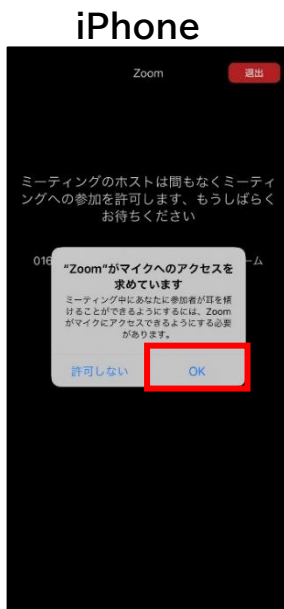 iPhone
Zoom
退出
ミーティングのホストは間もなくミーティ
ングへの参加を許可します、もうしばらく
お待ちください
016
ーム
"Zoom"がマイクへのアクセスを
求めています
ミーティング中にあなたに参加者が耳を傾
けることができるようにするには、Zoom
がマイクにアクセスできるようにする必要
があります。
許可しない
OK